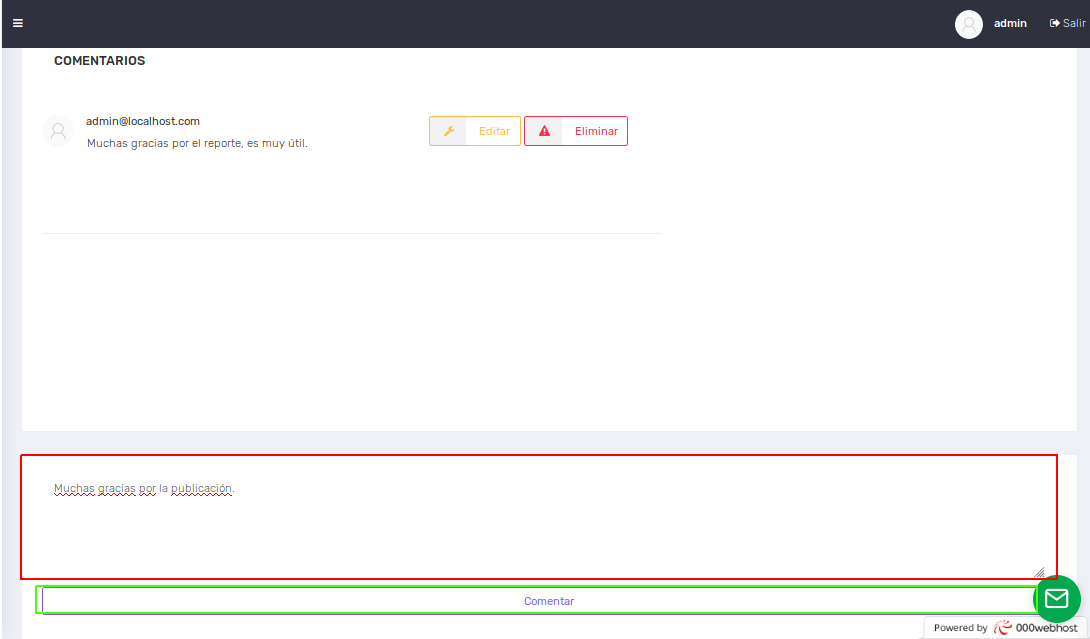 admin
Salir
COMENTARIOS
admin@localhost.com
Muchas gracias por el reporte, es muy útil.
Editar
Eliminar
Muchas gracias por la publicación.
Comentar
Powered by 000webhost